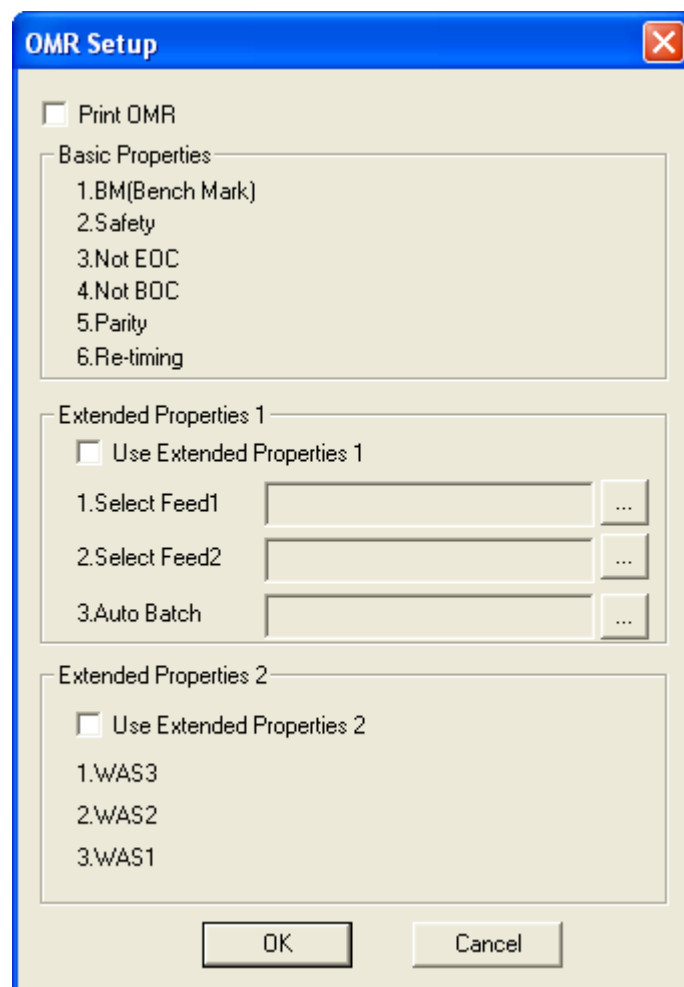 OMR Setup
Print OMR
Basic Properties
1.BM(Bench Mark)
2.Safety
3.Not EOC
4.Not BOC
5.Parity
6.Re-timing
Extended Properties 1
Use Extended Properties 1
1.Select Feed1 ...
2.Select Feed2 ...
3.Auto Batch ...
Extended Properties 2
Use Extended Properties 2
1.WAS3
2.WAS2
3.WAS1
OK Cancel